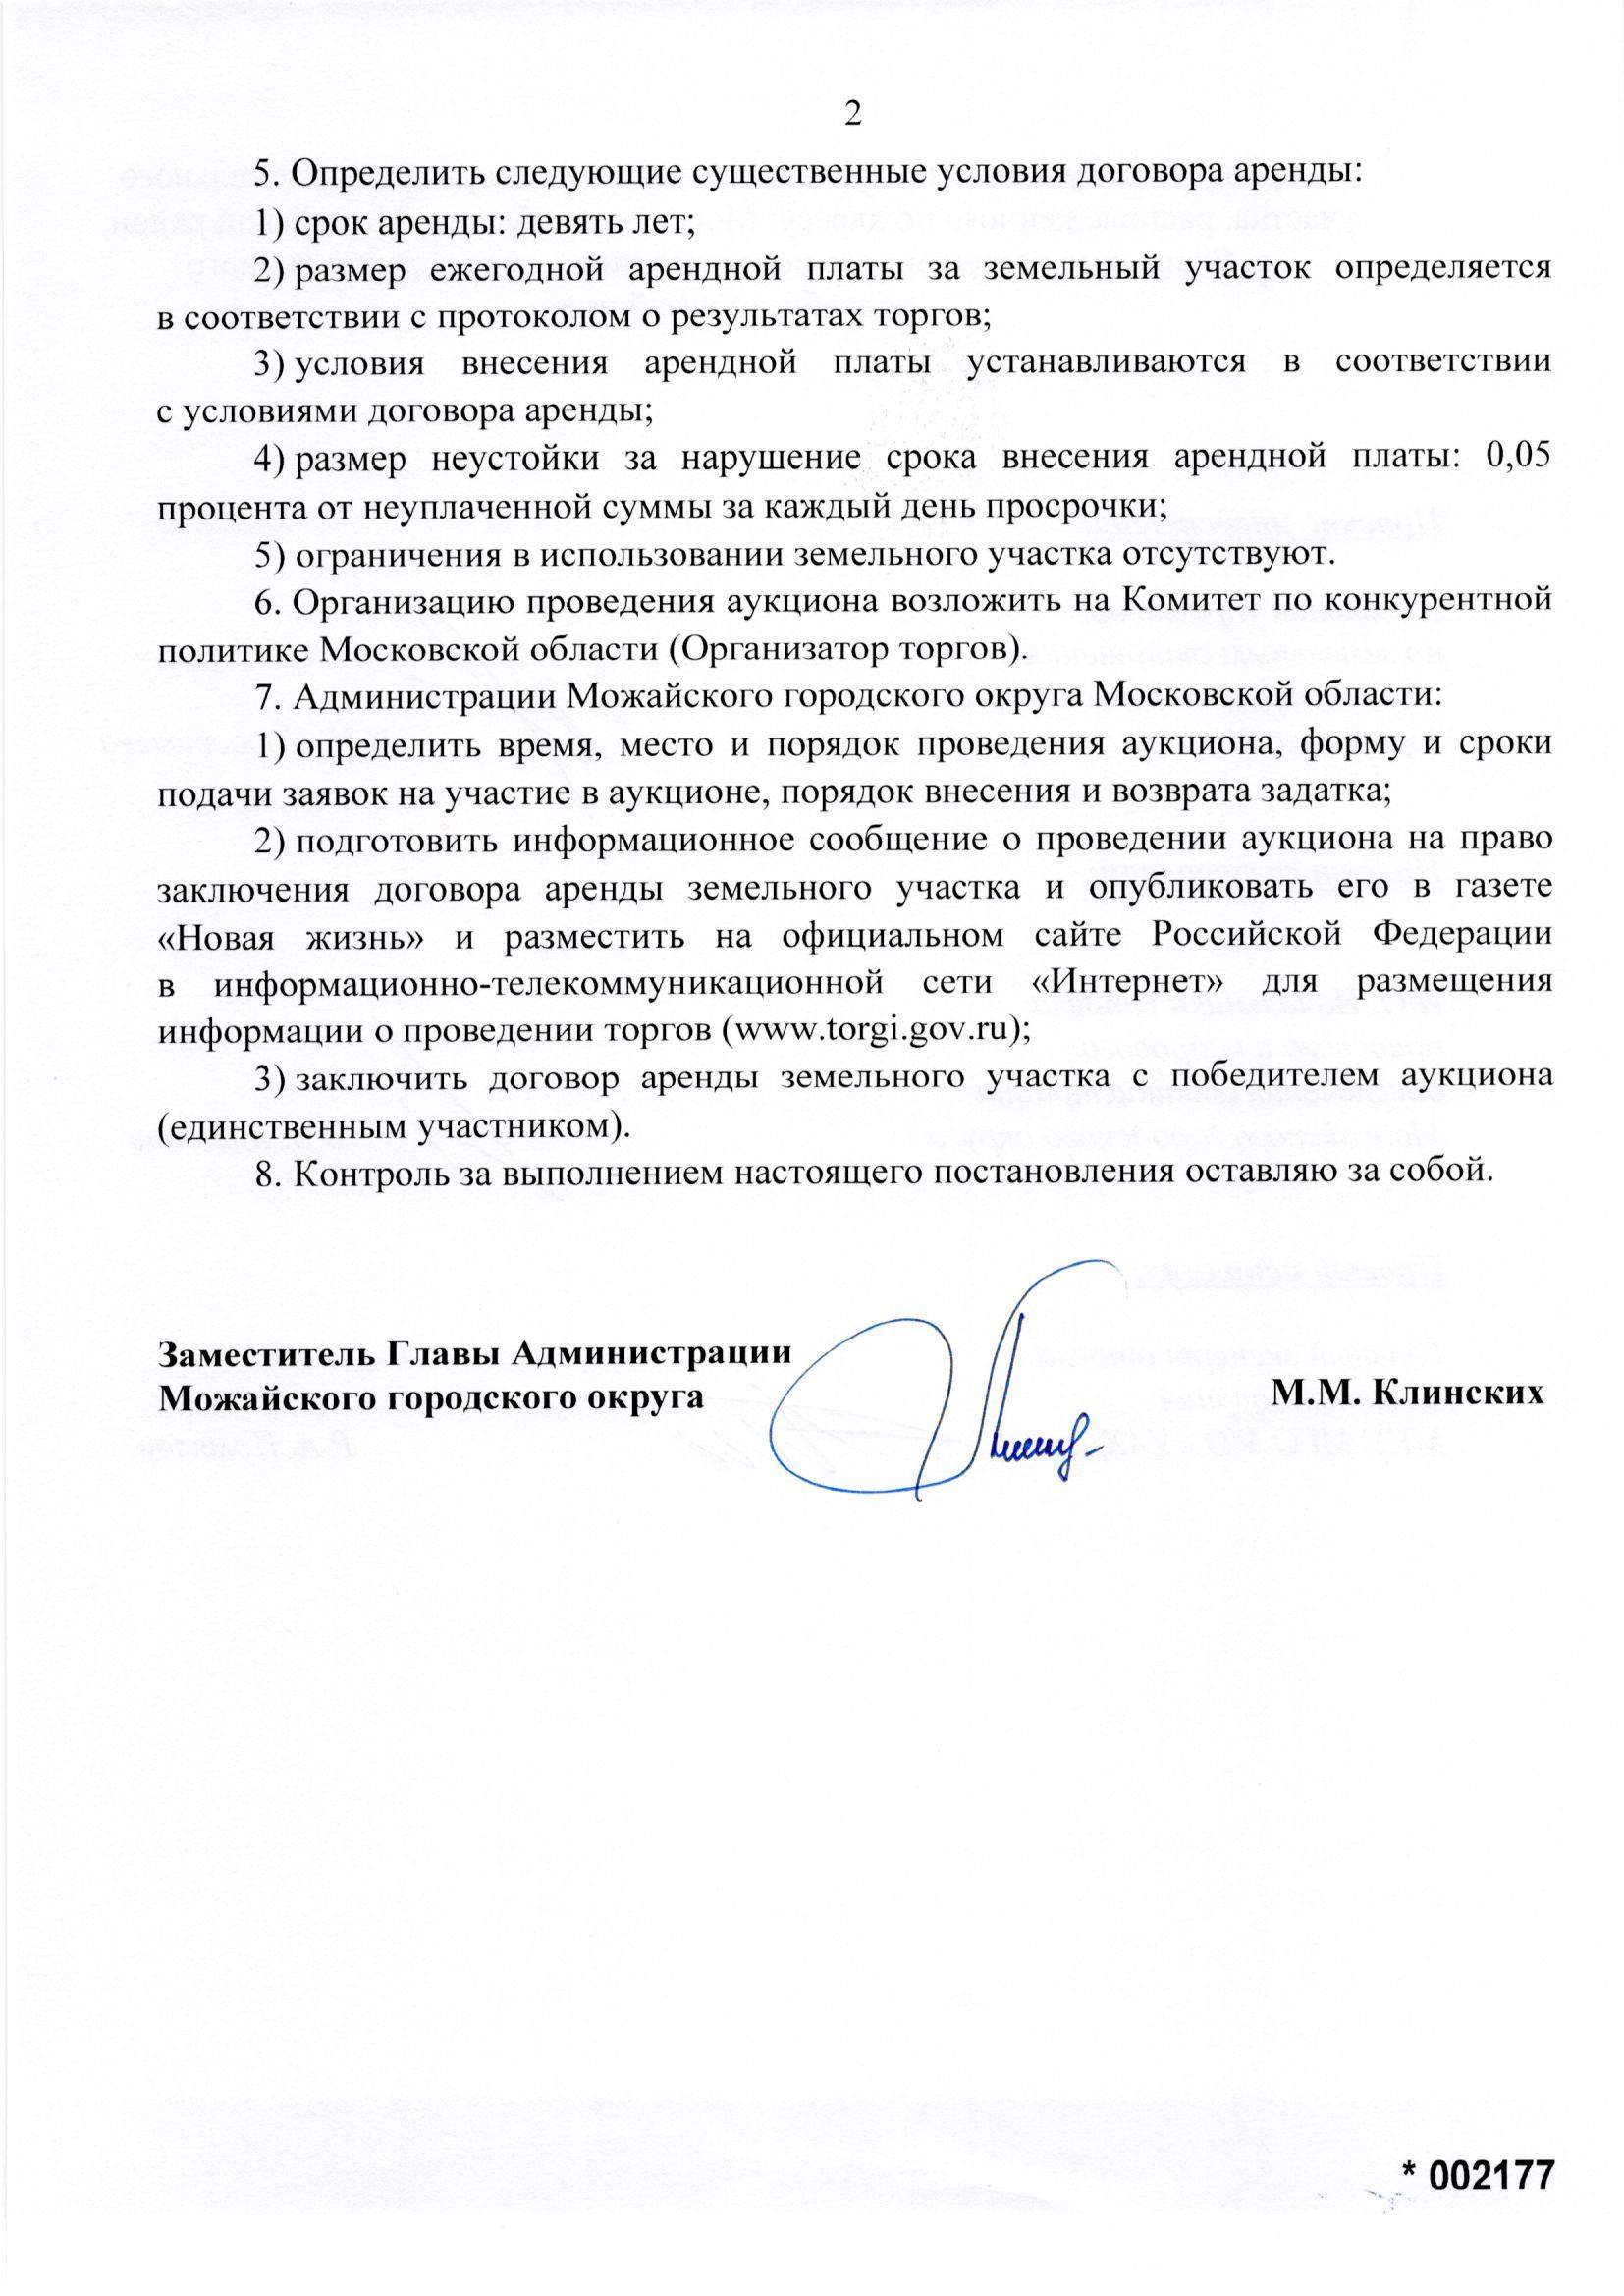 2
5. Определить следующие существенные условия договора аренды:
1) срок аренды: девять лет;
2) размер ежегодной арендной платы за земельный участок определяется
в соответствии с протоколом о результатах торгов;
3) условия внесения арендной платы устанавливаются в соответствии
с условиями договора аренды;
4) размер неустойки за нарушение срока внесения арендной платы: 0,05
процента от неуплаченной суммы за каждый день просрочки;
5) ограничения в использовании земельного участка отсутствуют.
6. Организацию проведения аукциона возложить на Комитет по конкурентной
политике Московской области (Организатор торгов).
7. Администрации Можайского городского округа Московской области:
1) определить время, место и порядок проведения аукциона, форму и сроки
подачи заявок на участие в аукционе, порядок внесения и возврата задатка;
2) подготовить информационное сообщение о проведении аукциона на право
заключения договора аренды земельного участка и опубликовать его в газете
«Новая жизнь» и разместить на официальном сайте Российской Федерации
в информационно-телекоммуникационной сети «Интернет» для размещения
информации о проведении торгов (www.torgi.gov.ru);
3) заключить договор аренды земельного участка с победителем аукциона
(единственным участником).
8. Контроль за выполнением настоящего постановления оставляю за собой.
Заместитель Главы Администрации
Можайского городского округа
М.М. Клинских
* 002177